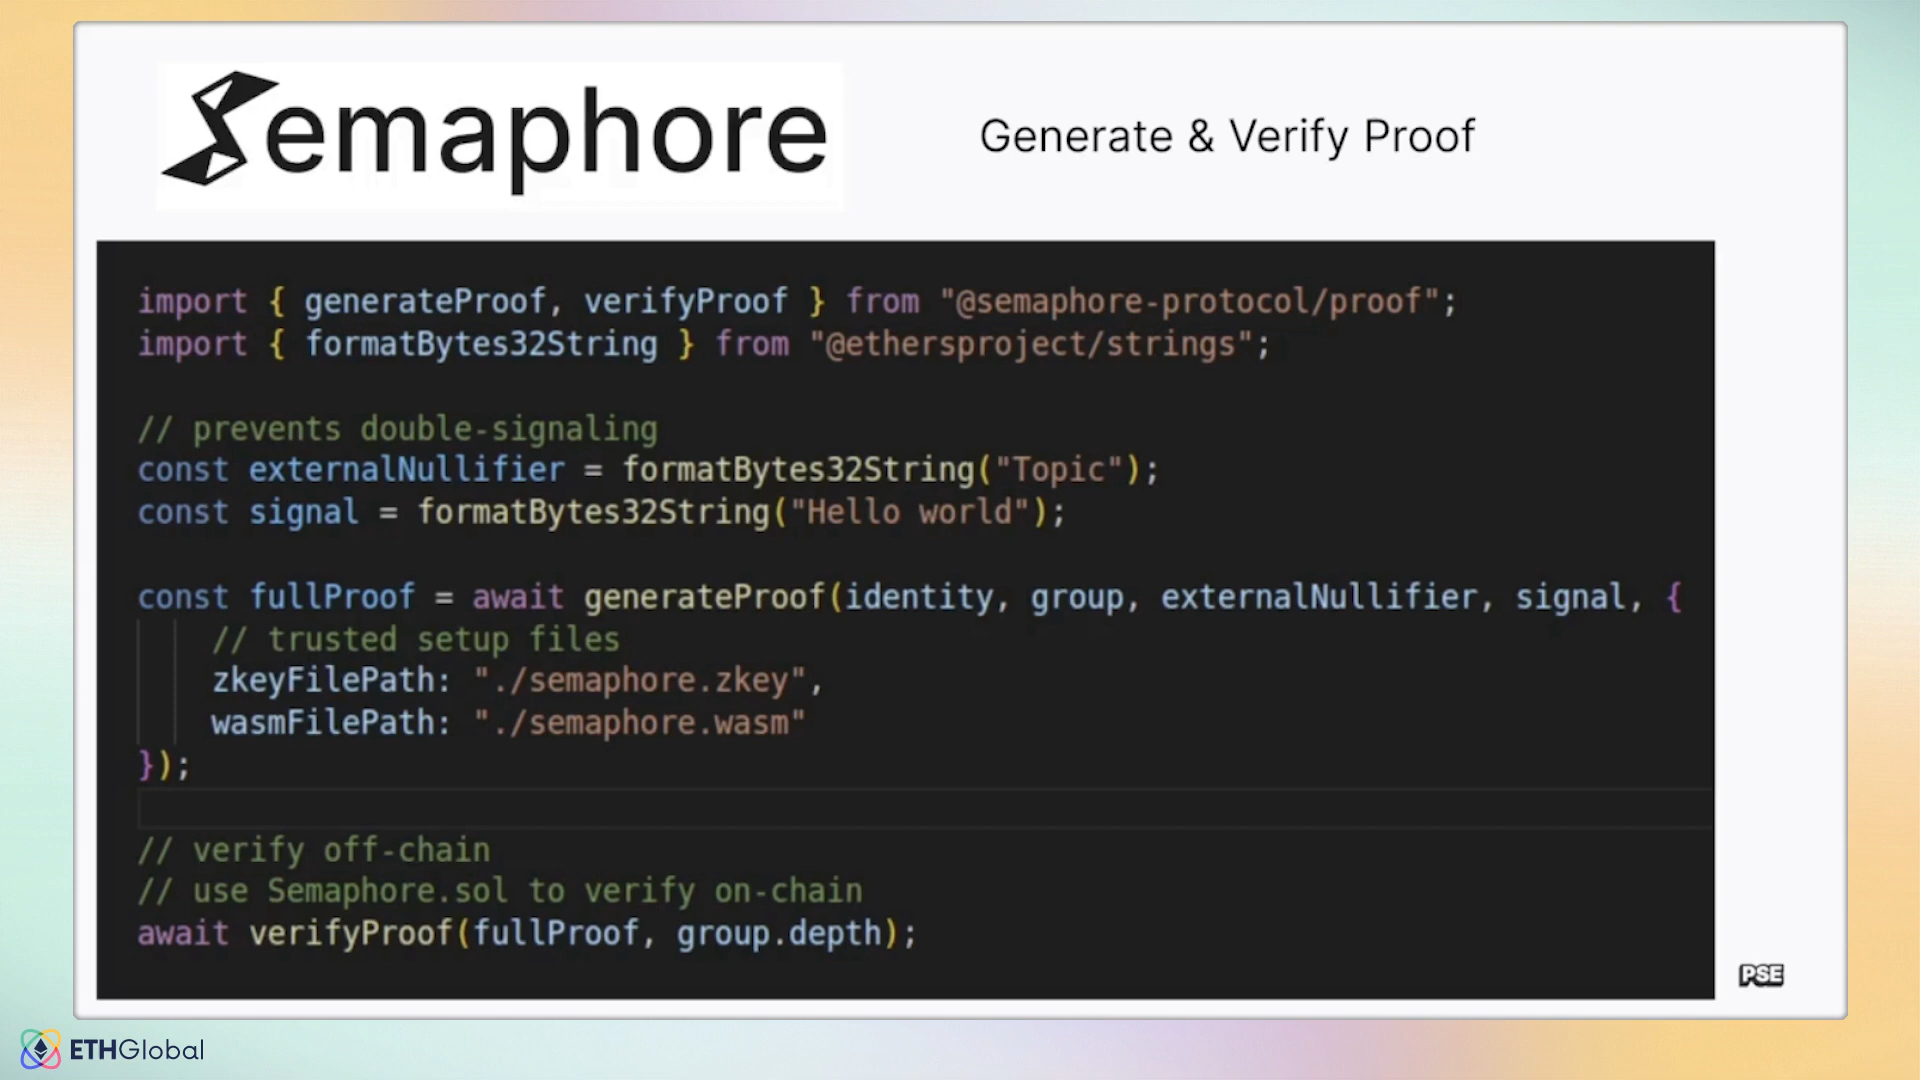 Semaphore
Generate & Verify Proof
import { generateProof, verifyProof } from "@semaphore-protocol/proof";
import { formatBytes32String } from "@ethersproject/strings";
// prevents double-signaling
const externalNullifier = formatBytes32String("Topic");
const signal = formatBytes32String("Hello world");
const fullProof = await generateProof(identity, group, externalNullifier, signal, {
// trusted setup files
zkeyFilePath: "./semaphore.zkey",
wasmFilePath: "./semaphore.wasm"
});
// verify off-chain
// use Semaphore.sol to verify on-chain
await verifyProof(fullProof, group.depth);
PSE
ETHGlobal